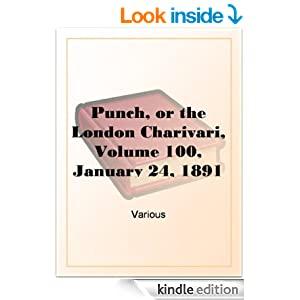 Look inside
Punch, or the
London Charivari,
Volume 100,
January 24, 1891
Various
kindle edition